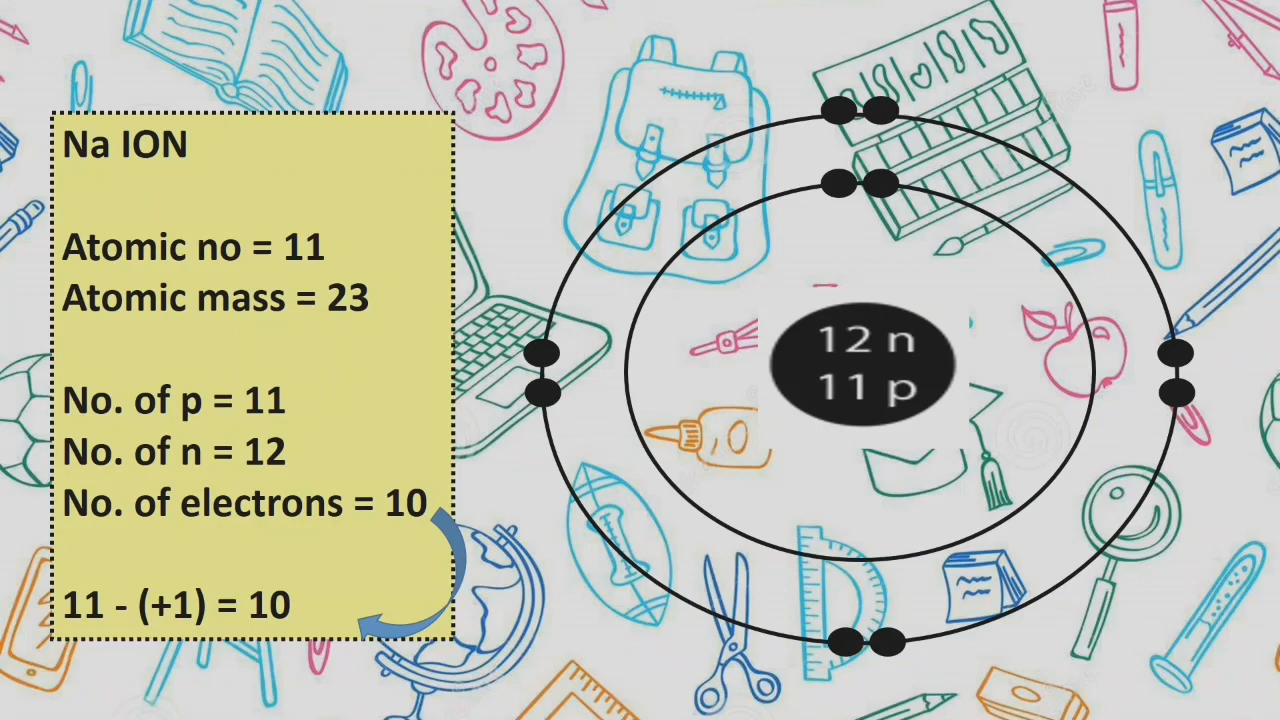 Na ION
Atomic no = 11
Atomic mass = 23
No. of p = 11
No. of n = 12
No. of electrons = 10
11 - (+1) = 10
12 n
11 p